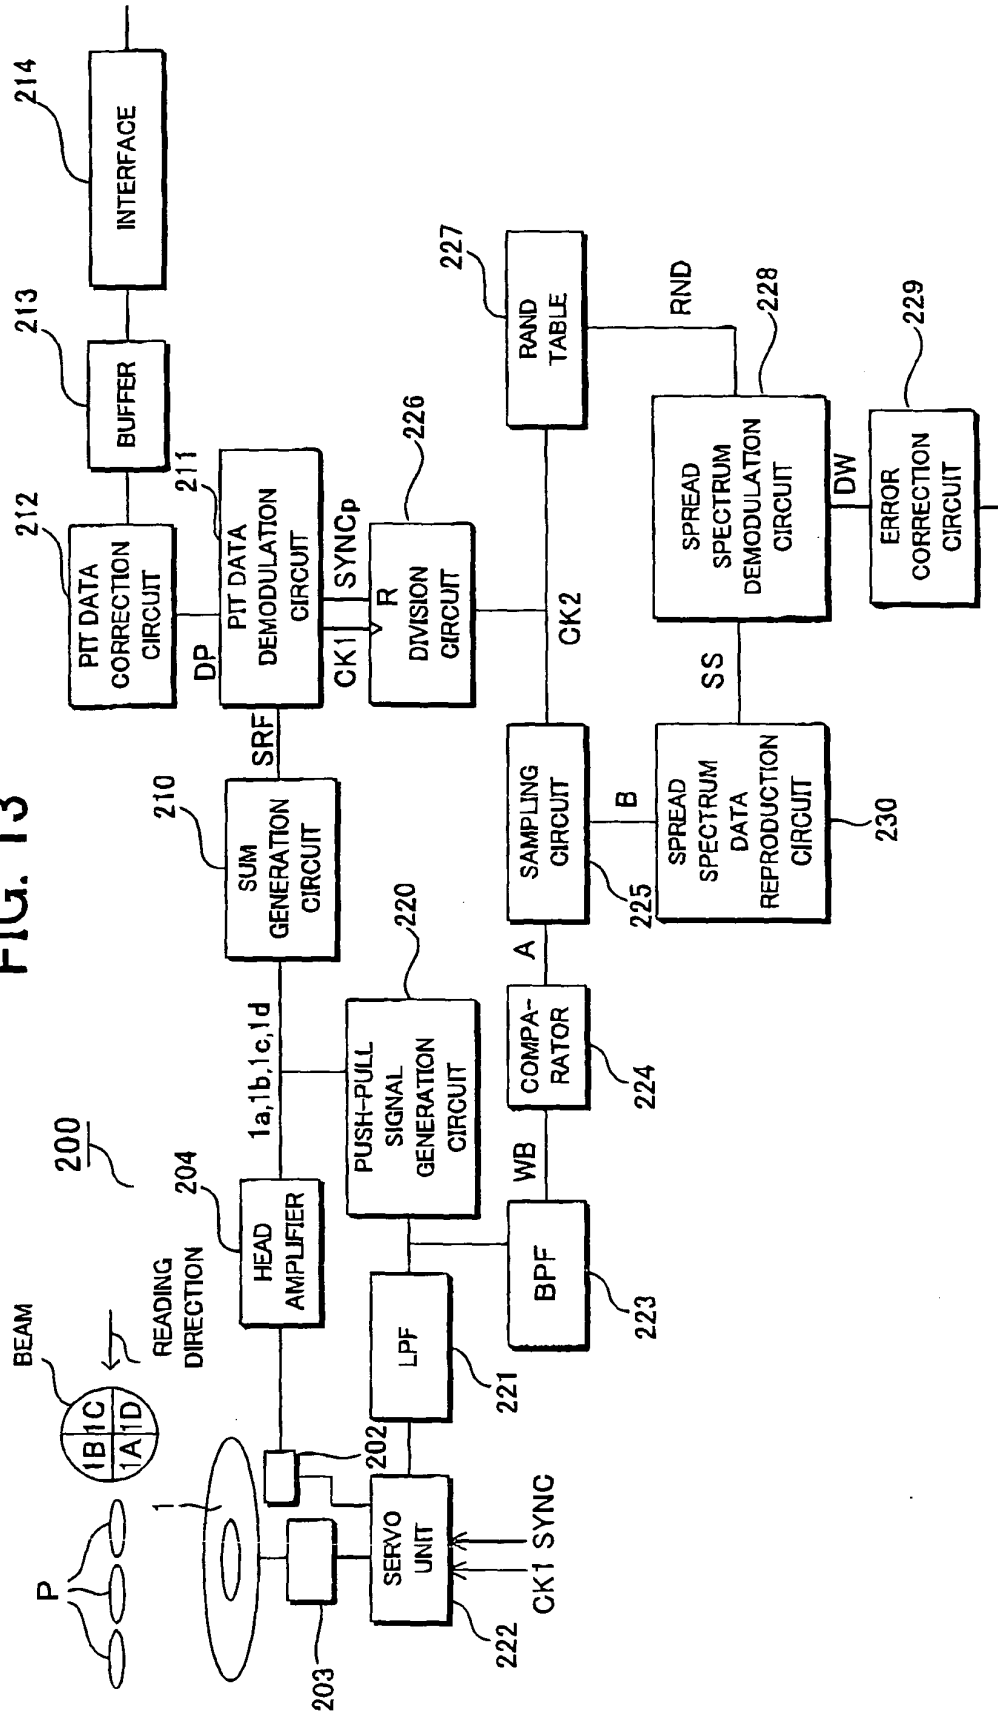 FIG. 13
200
P
BEAM
1B
1C
1A
1D
READING
DIRECTION
1
202
203
204
HEAD
AMPLIFIER
1a,1b,1c,1d
210
SUM
GENERATION
CIRCUIT
SRF
211
PIT DATA
DEMODULATION
CIRCUIT
DP
212
PIT DATA
CORRECTION
CIRCUIT
213
BUFFER
214
INTERFACE
CK1
SYNCp
226
R
DIVISION
CIRCUIT
220
PUSH-PULL
SIGNAL
GENERATION
CIRCUIT
LPF
221
SERVO
UNIT
222
CK1 SYNC
BPF
223
WB
COMPA-
RATOR
224
A
SAMPLING
CIRCUIT
225
CK2
227
RAND
TABLE
RND
B
SPREAD
SPECTRUM
DATA
REPRODUCTION
CIRCUIT
230
SS
SPREAD
SPECTRUM
DEMODULATION
CIRCUIT
228
DW
ERROR
CORRECTION
CIRCUIT
229